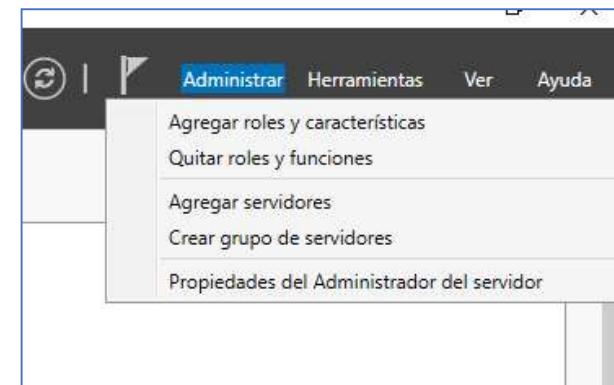 Administrar Herramientas Ver Ayuda
Agregar roles y características
Quitar roles y funciones
Agregar servidores
Crear grupo de servidores
Propiedades del Administrador del servidor